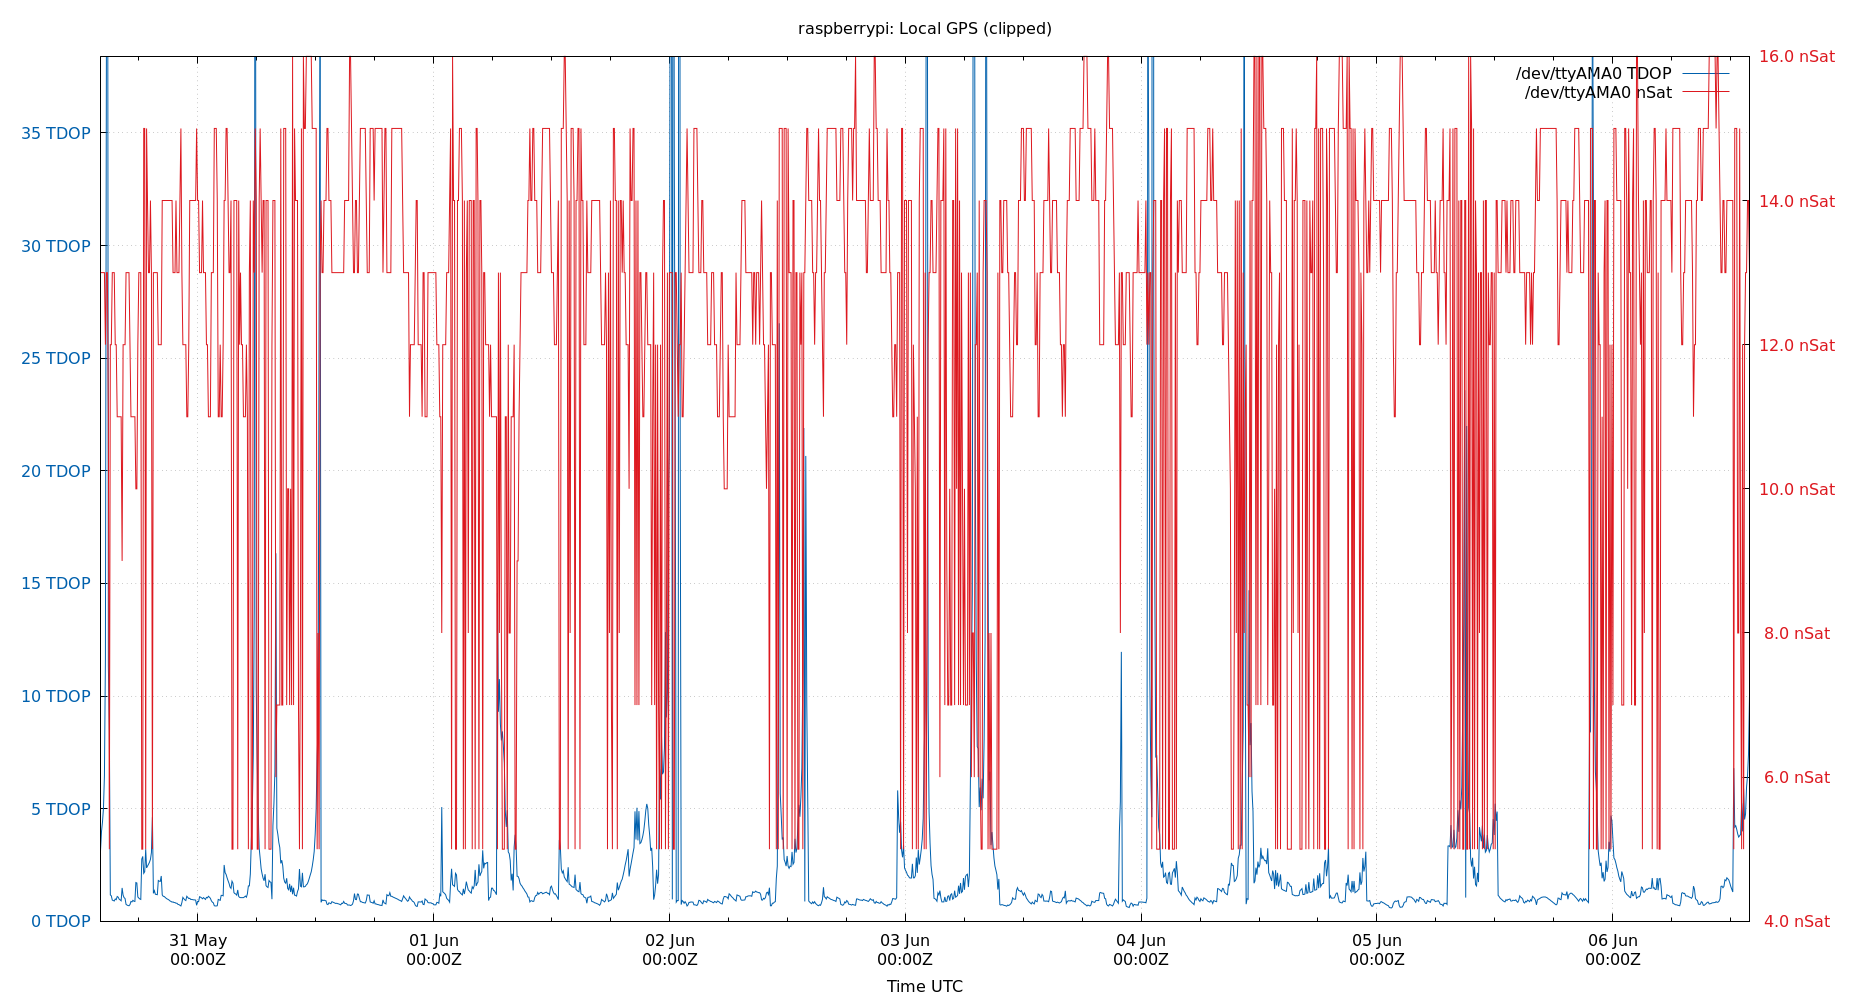 raspberrypi: Local GPS (clipped)
/dev/ttyAMA0 TDOP
/dev/ttyAMA0 nSat
35 TDOP
30 TDOP
25 TDOP
20 TDOP
15 TDOP
10 TDOP
5 TDOP
0 TDOP
16.0 nSat
14.0 nSat
12.0 nSat
10.0 nSat
8.0 nSat
6.0 nSat
4.0 nSat
31 May
00:00Z
01 Jun
00:00Z
02 Jun
00:00Z
03 Jun
00:00Z
04 Jun
00:00Z
05 Jun
00:00Z
06 Jun
00:00Z
Time UTC